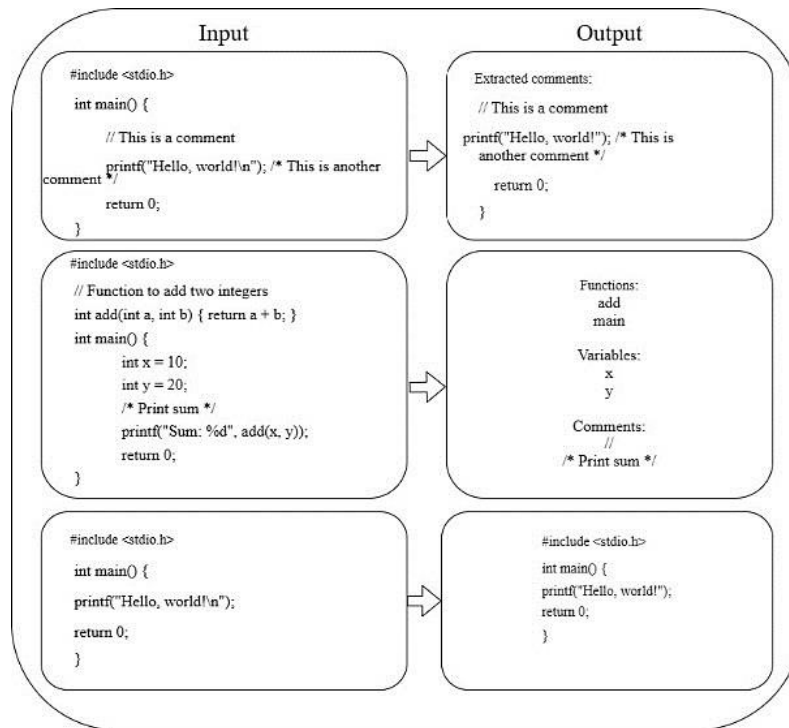 Input
Output
#include <stdio.h>
int main() {
// This is a comment
printf("Hello, world!\n"); /* This is another
comment */
return 0;
}
Extracted comments:
// This is a comment
printf("Hello, world!"); /* This is
another comment */
return 0;
}
#include <stdio.h>
// Function to add two integers
int add(int a, int b) { return a + b; }
int main() {
int x = 10;
int y = 20;
/* Print sum */
printf("Sum: %d", add(x, y));
return 0;
}
Functions:
add
main
Variables:
x
y
Comments:
//
/* Print sum */
#include <stdio.h>
int main() {
printf("Hello, world!\n");
return 0;
}
#include <stdio.h>
int main() {
printf("Hello, world!");
return 0;
}